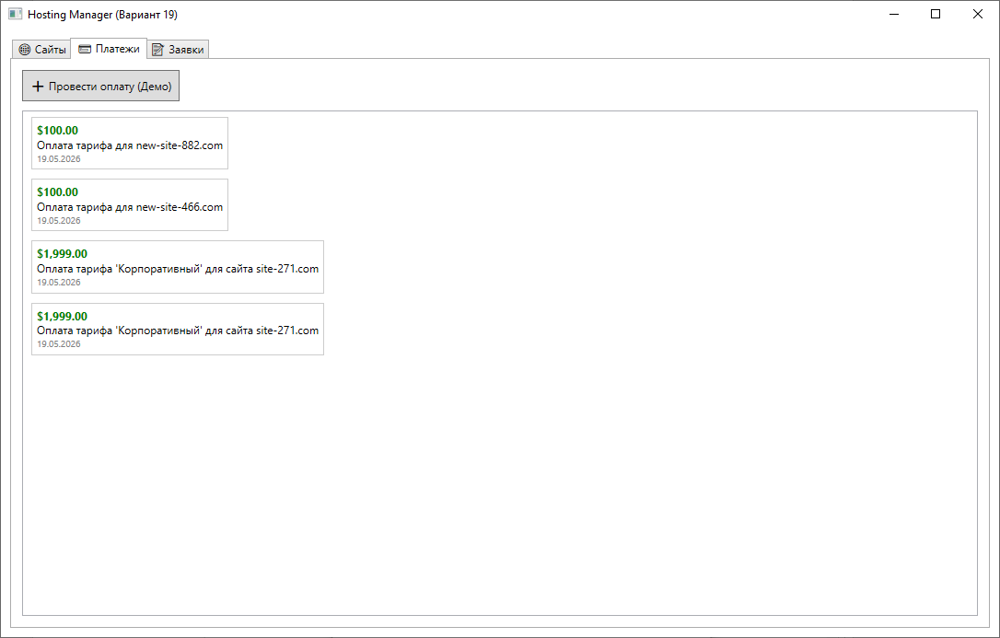 Hosting Manager (Вариант 19)
Сайты Платежи Заявки
+ Провести оплату (Демо)
$100.00
Оплата тарифа для new-site-882.com
19.05.2026
$100.00
Оплата тарифа для new-site-466.com
19.05.2026
$1,999.00
Оплата тарифа 'Корпоративный' для сайта site-271.com
19.05.2026
$1,999.00
Оплата тарифа 'Корпоративный' для сайта site-271.com
19.05.2026